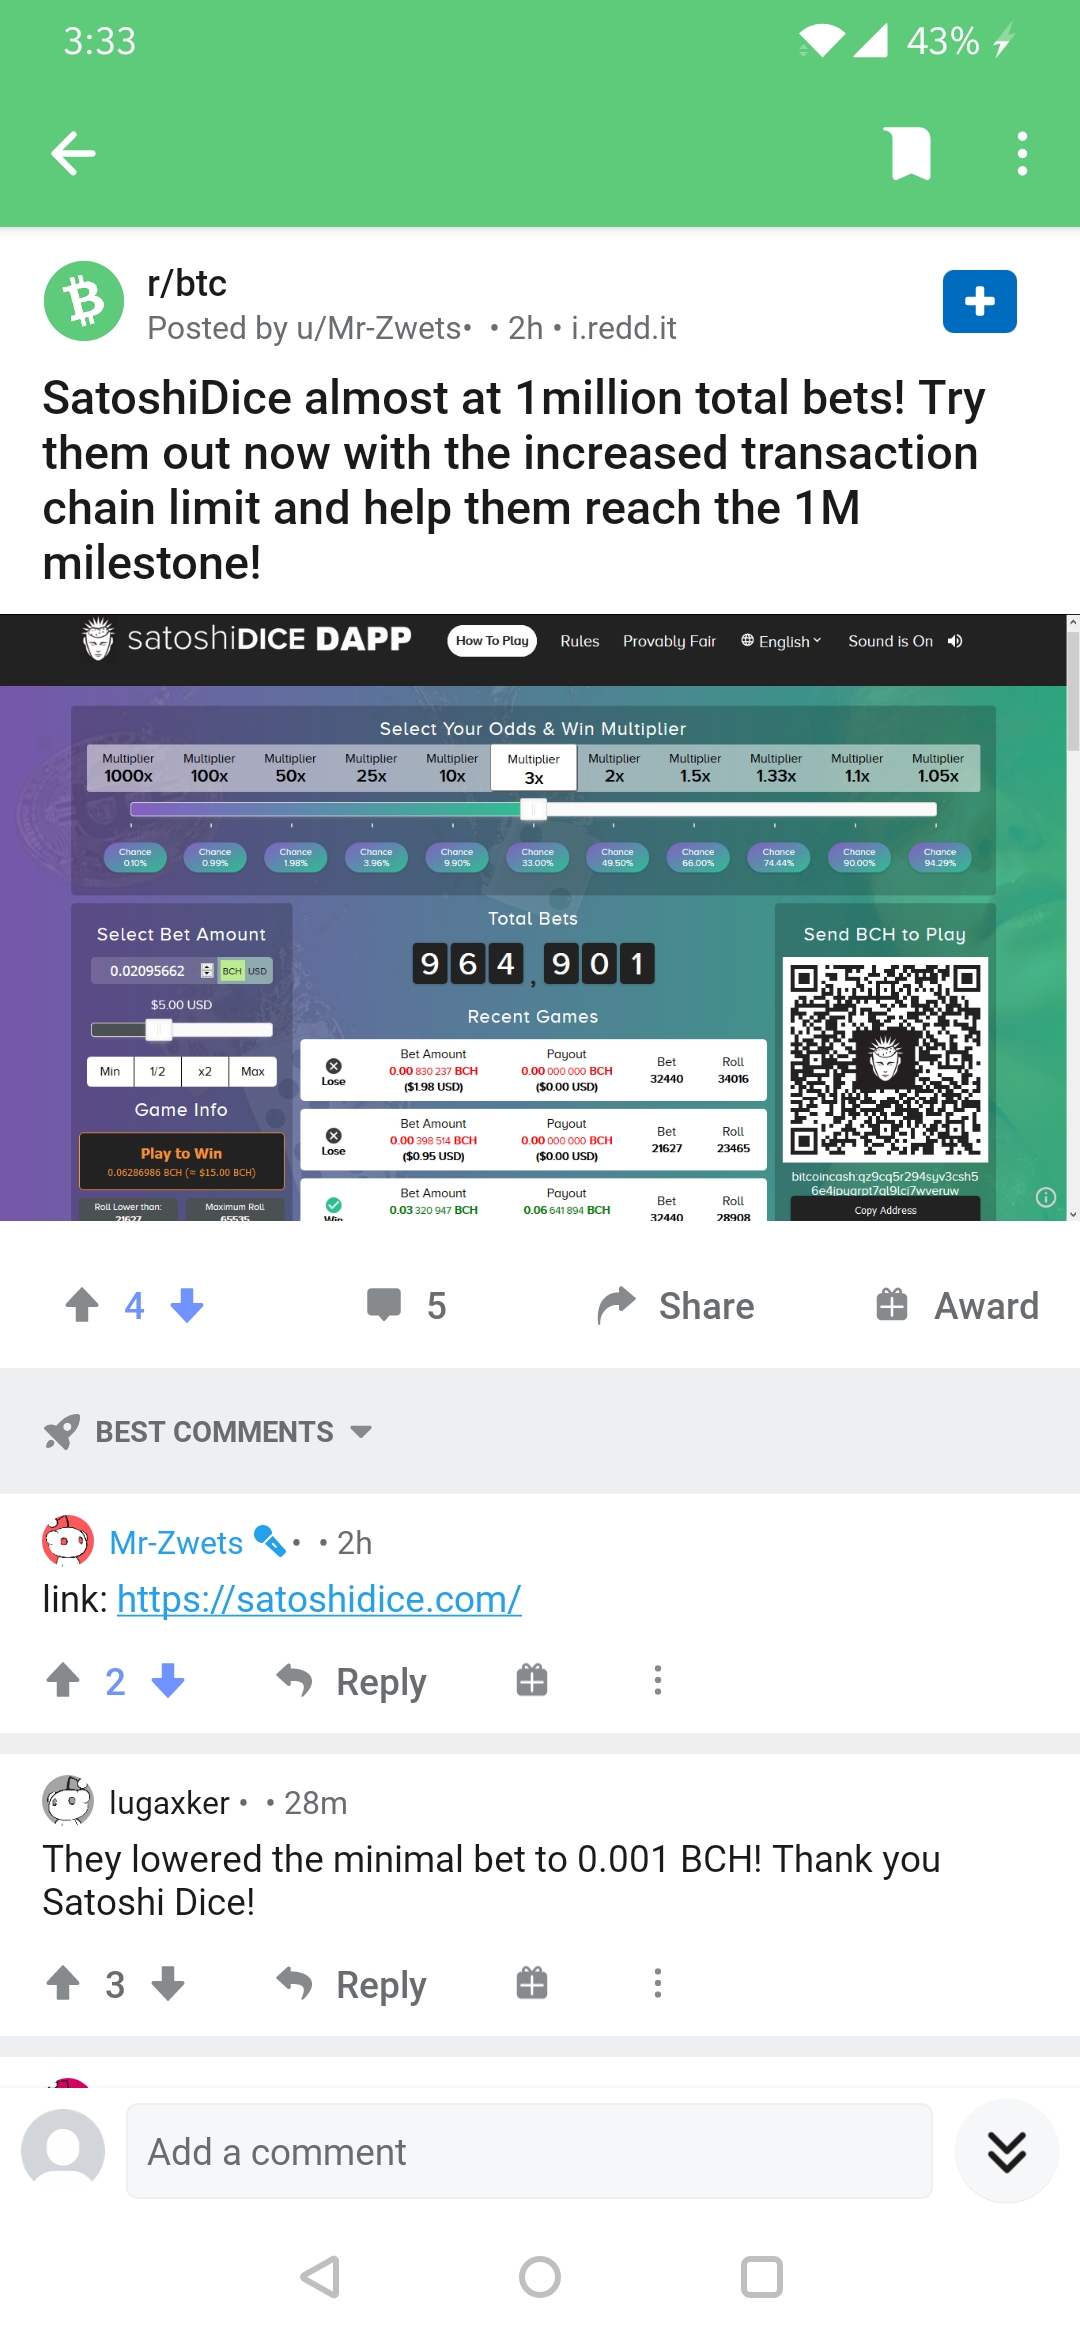 3:33
43%
r/btc
Posted by u/Mr-Zwets• • 2h • i.redd.it
SatoshiDice almost at 1million total bets! Try
them out now with the increased transaction
chain limit and help them reach the 1M
milestone!
satoshiDICE DAPP How To Play Rules Provably Fair English Sound is On
Select Your Odds & Win Multiplier
Multiplier Multiplier Multiplier Multiplier Multiplier Multiplier Multiplier Multiplier Multiplier Multiplier Multiplier
1000x 100x 50x 25x 10x 3x 2x 1.5x 1.33x 1.1x 1.05x
Chance Chance Chance Chance Chance Chance Chance Chance Chance Chance Chance
0.10% 0.99% 1.98% 3.96% 9.90% 33.00% 49.50% 66.00% 74.44% 90.00% 94.29%
Select Bet Amount
0.02095662 BCH USD
$5.00 USD
Min 1/2 x2 Max
Game Info
Play to Win
0.06286986 BCH (≈ $15.00 BCH)
Roll Lower than: Maximum Roll
21627 65535
Total Bets
964,901
Recent Games
Bet Amount Payout Bet Roll
Lose 0.00 830 237 BCH 0.00 000 000 BCH 32440 34016
($1.98 USD) ($0.00 USD)
Bet Amount Payout Bet Roll
Lose 0.00 398 514 BCH 0.00 000 000 BCH 21627 23465
($0.95 USD) ($0.00 USD)
Bet Amount Payout Bet Roll
Win 0.03 320 947 BCH 0.06 641 894 BCH 32440 28908
Send BCH to Play
bitcoincash:qz9cq5r294syv3csh5
Copy Address
4 5 Share Award
BEST COMMENTS
Mr-Zwets • • 2h
link: https://satoshidice.com/
2 Reply
lugaxker • • 28m
They lowered the minimal bet to 0.001 BCH! Thank you
Satoshi Dice!
3 Reply
Add a comment